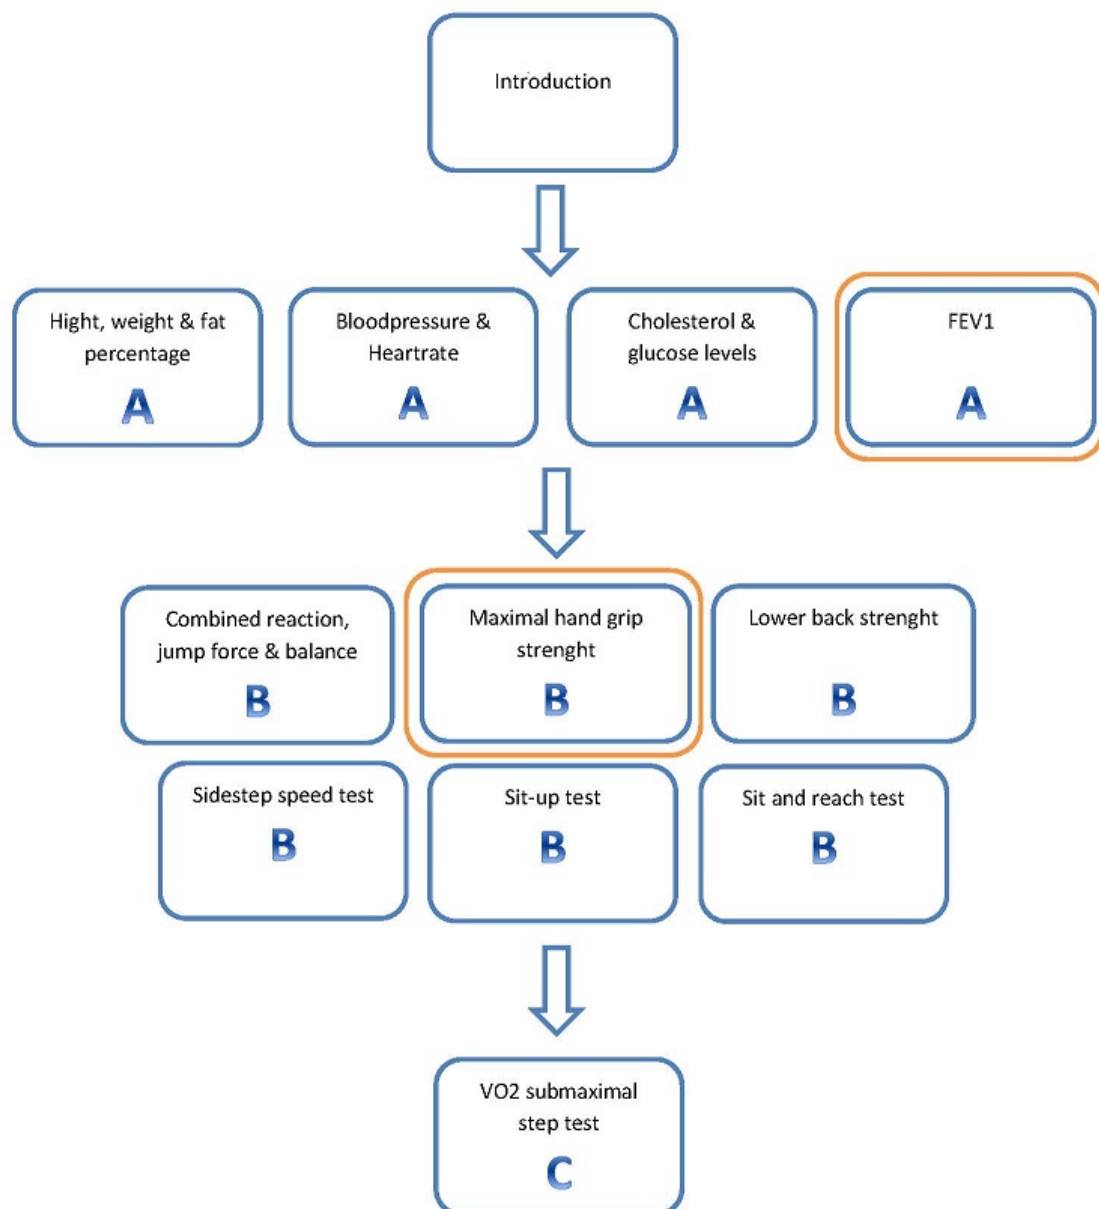 Introduction
Hight, weight & fat
percentage
A
Bloodpressure &
Heartrate
A
Cholesterol &
glucose levels
A
FEV1
A
Combined reaction,
jump force & balance
B
Maximal hand grip
strenght
B
Lower back strenght
B
Sidestep speed test
B
Sit-up test
B
Sit and reach test
B
VO2 submaximal
step test
C